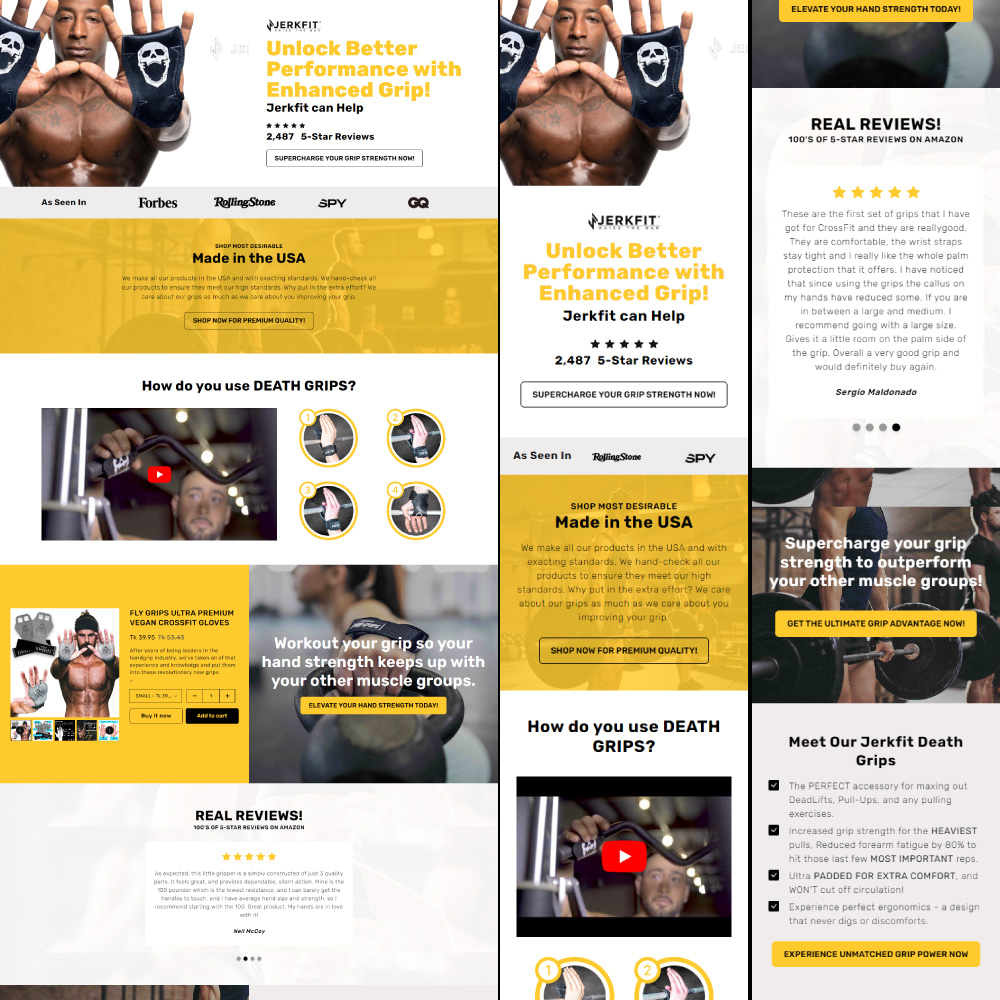 JERKFIT
RAISE THE BAR
Unlock Better
Performance with
Enhanced Grip!
Jerkfit can Help
2,487 5-Star Reviews
SUPERCHARGE YOUR GRIP STRENGTH NOW!
As Seen In
Forbes
RollingStone
SPY
GQ
SHOP MOST DESIRABLE
Made in the USA
We make all our products in the USA and with exacting standards. We hand-check all
our products to ensure they meet our high standards. Why put in the extra effort? We
care about our grips as much as we care about you improving your grip.
SHOP NOW FOR PREMIUM QUALITY!
How do you use DEATH GRIPS?
1
2
3
4
FLY GRIPS ULTRA PREMIUM
VEGAN CROSSFIT GLOVES
Tk 39.95 Tk 53.43
After years of being leaders in the
handgrip industry, we've taken all of that
experience and knowledge and put them
into these revolutionary new grips.
SMALL - Tk 39...
1
Buy it now
Add to cart
Workout your grip so your
hand strength keeps up with
your other muscle groups.
ELEVATE YOUR HAND STRENGTH TODAY!
REAL REVIEWS!
100'S OF 5-STAR REVIEWS ON AMAZON
As expected, this little gripper is a simply constructed of just 3 quality
parts. It feels great, and provides dependable, silent action. Mine is the
100 pounder which is the lowest resistance, and I can barely get the
handles to touch, and I have average hand size and strength, so I
recommend starting with the 100. Great product. My hands are in love
with it!
Neil McCoy
JERKFIT
RAISE THE BAR
Unlock Better
Performance with
Enhanced Grip!
Jerkfit can Help
2,487 5-Star Reviews
SUPERCHARGE YOUR GRIP STRENGTH NOW!
As Seen In
RollingStone
SPY
SHOP MOST DESIRABLE
Made in the USA
We make all our products in the USA and with
exacting standards. We hand-check all our
products to ensure they meet our high
standards. Why put in the extra effort? We care
about our grips as much as we care about you
improving your grip.
SHOP NOW FOR PREMIUM QUALITY!
How do you use DEATH
GRIPS?
1
2
ELEVATE YOUR HAND STRENGTH TODAY!
REAL REVIEWS!
100'S OF 5-STAR REVIEWS ON AMAZON
These are the first set of grips that I have
got for CrossFit and they are reallygood.
They are comfortable, the wrist straps
stay tight and I really like the whole palm
protection that it offers. I have noticed
that since using the grips the callus on
my hands have reduced some. If you are
in between a large and medium. I
recommend going with a large size.
Gives it a little room on the palm side of
the grip. Overall a very good grip and
would definitely buy again.
Sergio Maldonado
Supercharge your grip
strength to outperform
your other muscle groups!
GET THE ULTIMATE GRIP ADVANTAGE NOW!
Meet Our Jerkfit Death
Grips
The PERFECT accessory for maxing out
DeadLifts, Pull-Ups, and any pulling
exercises.
Increased grip strength for the HEAVIEST
pulls, Reduced forearm fatigue by 80% to
hit those last few MOST IMPORTANT reps.
Ultra PADDED FOR EXTRA COMFORT, and
WON'T cut off circulation!
Experience perfect ergonomics - a design
that never digs or discomforts.
EXPERIENCE UNMATCHED GRIP POWER NOW